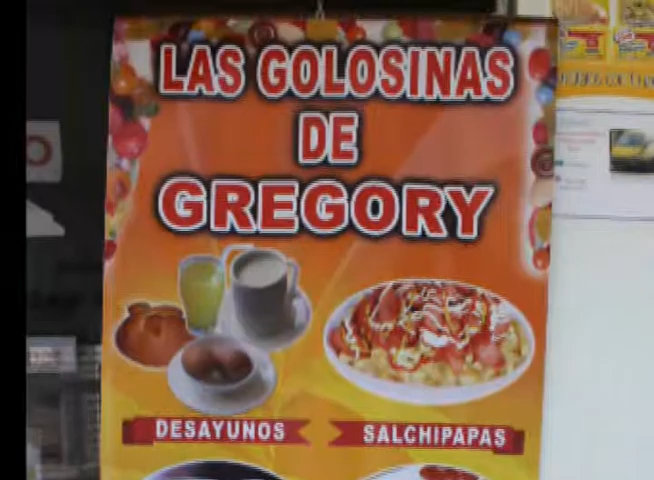 LAS GOLOSINAS
DE
GREGORY
DESAYUNOS
SALCHIPAPAS